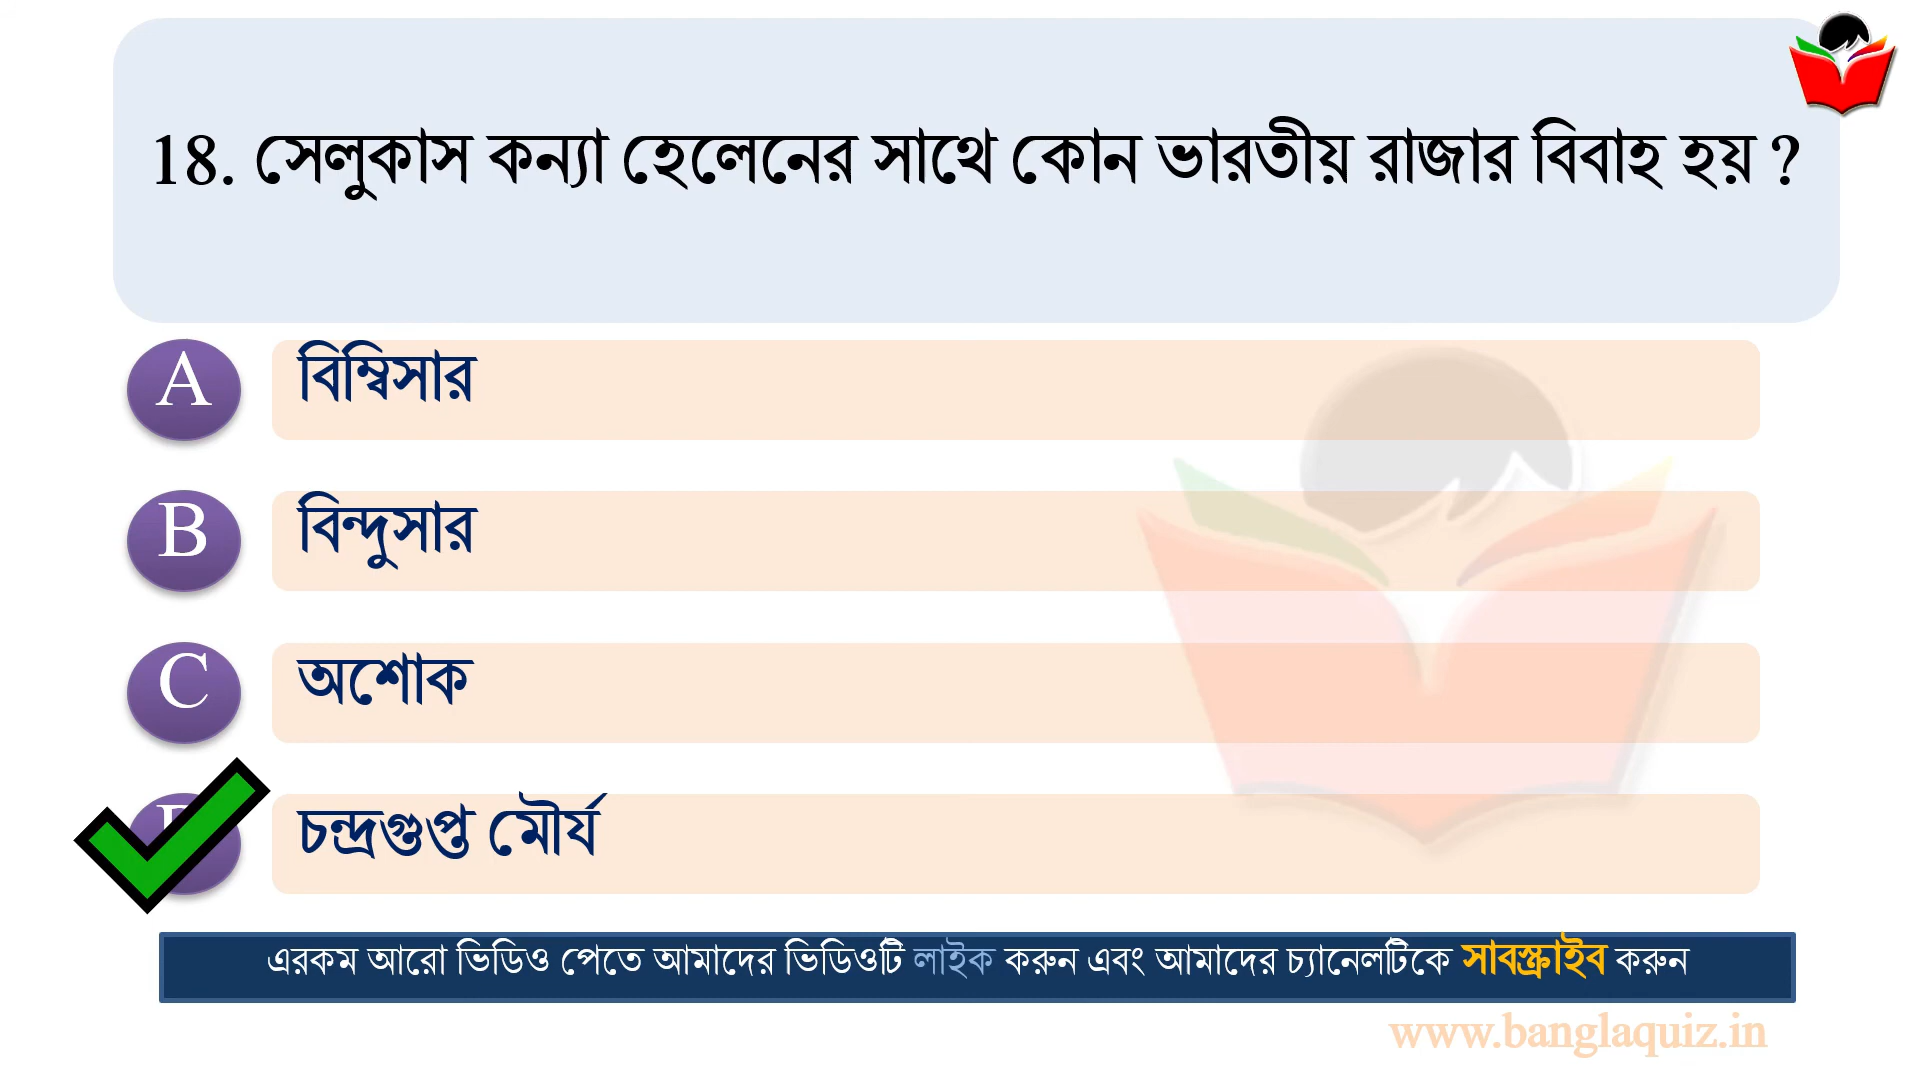 18. সেলুকাস কন্যা হেলেনের সাথে কোন ভারতীয় রাজার বিবাহ হয় ?
A বিম্বিসার
B বিন্দুসার
C অশোক
চন্দ্রগুপ্ত মৌর্য
এরকম আরো ভিডিও পেতে আমাদের ভিডিওটি লাইক করুন এবং আমাদের চ্যানেলটিকে সাবস্ক্রাইব করুন
www.banglaquiz.in